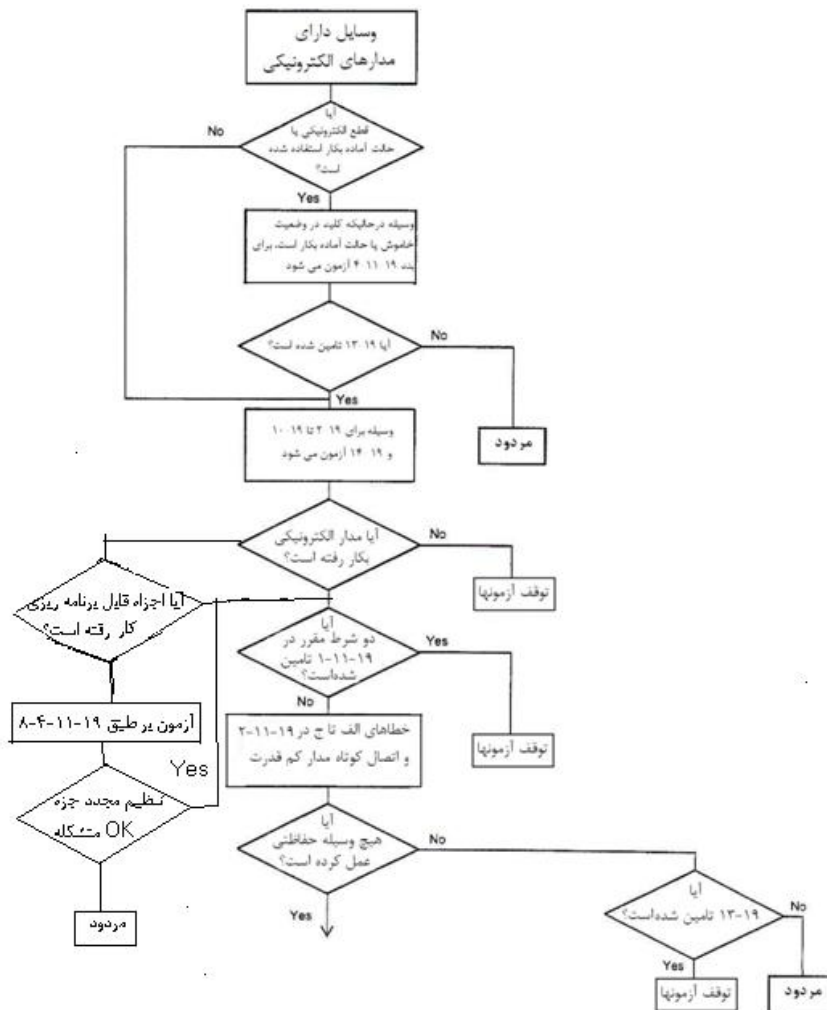 وسایل دارای
مدارهای الکترونیکی
آیا
قطع الکترونیکی یا
حالت آماده بکار استفاده شده
است؟
No
Yes
وسیله درحالیکه کلید در وضعیت
خاموش یا حالت آماده بکار است، برای
بند ۱۹-۱۱-۴ آزمون می شود
آیا ۱۹-۱۳ تامین شده است؟
No
Yes
مردود
وسیله برای ۱۹-۲ تا ۱۹-۱۰
و ۱۹-۱۴ آزمون می شود
آیا مدار الکترونیکی
بکار رفته است؟
No
توقف آزمونها
آیا اجزاء قابل برنامه ریزی
کار رفته است؟
آزمون بر طبق ۱۹-۱۱-۴-۸
تنظیم مجدد جزء
متشکله OK
Yes
مردود
آیا
دو شرط مقرر در
۱۹-۱۱-۱ تامین
شده‌است؟
Yes
No
توقف آزمونها
خطاهای الف تا ج در ۱۹-۱۱-۲
و اتصال کوتاه مدار کم قدرت
آیا
هیچ وسیله حفاظتی
عمل کرده است؟
No
Yes
آیا
۱۹-۱۳ تامین شده‌است؟
No
Yes
توقف آزمونها
مردود